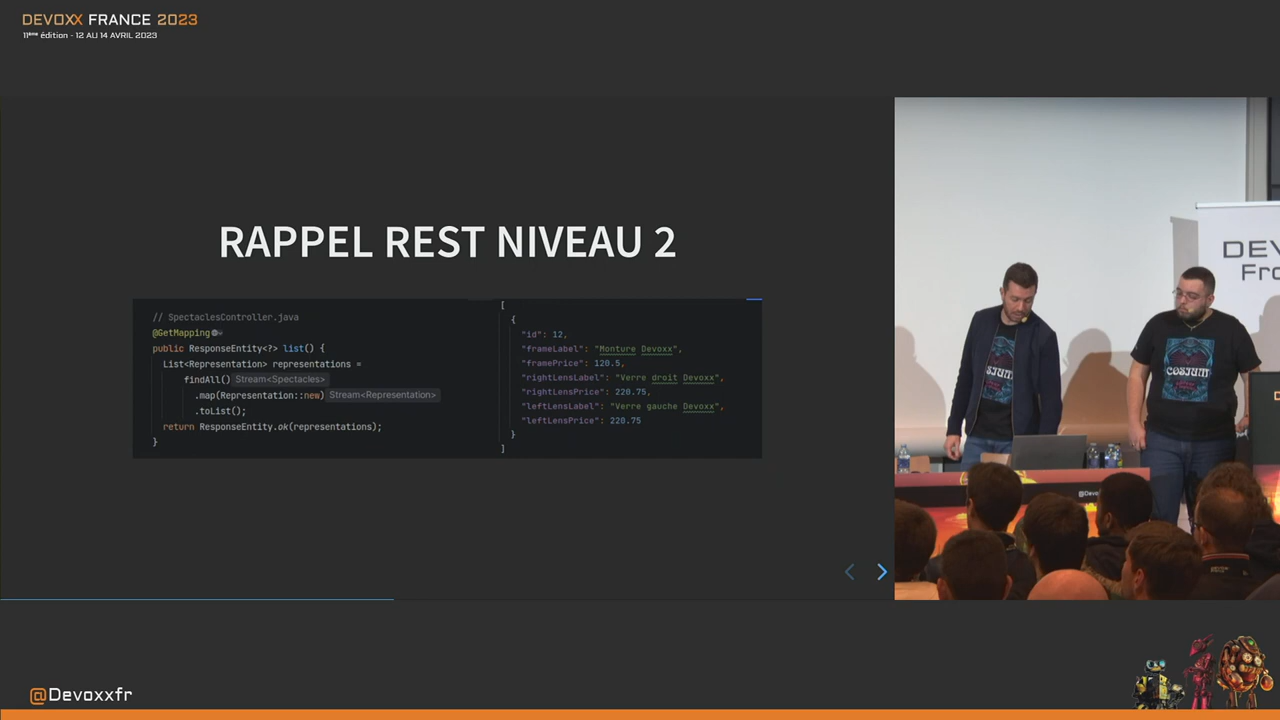 DEVOXX FRANCE 2023
11ème édition - 12 AU 14 AVRIL 2023
RAPPEL REST NIVEAU 2
// SpectaclesController.java
@GetMapping
public ResponseEntity<?> list() {
List<Representation> representations =
findAll() Stream<Spectacles>
.map(Representation::new) Stream<Representation>
.toList();
return ResponseEntity.ok(representations);
}
[
{
"id": 12,
"frameLabel": "Monture Devoxx",
"framePrice": 120.5,
"rightLensLabel": "Verre droit Devoxx",
"rightLensPrice": 220.75,
"leftLensLabel": "Verre gauche Devoxx",
"leftLensPrice": 220.75
}
]
DEV
Fra
COSIUM
@Devoxxfr